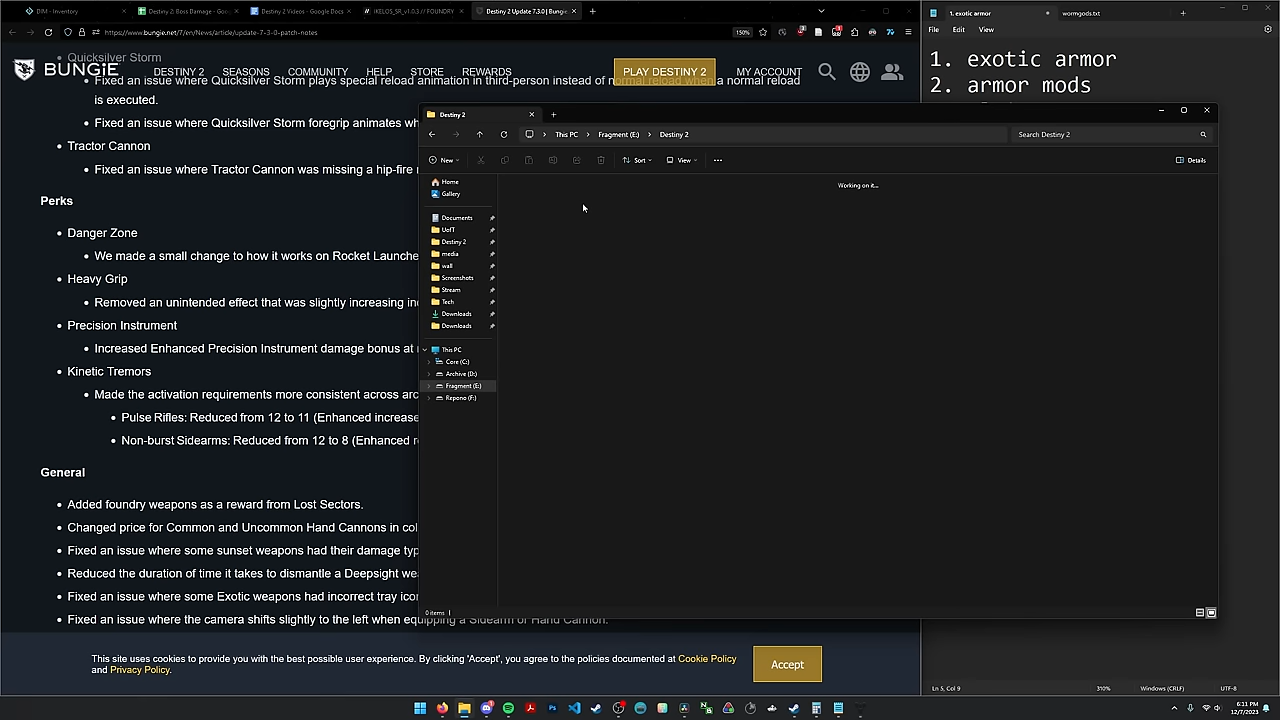 DIM - Inventory
Destiny 2: Boss Damage - Goog
Destiny 2 Videos - Google Docs
IKELOS_SR_v1.0.3 // FOUNDRY
Destiny 2 Update 7.3.0 | Bungie
https://www.bungie.net/7/en/News/article/update-7-3-0-patch-notes
150%
Quicksilver Storm
BUNGIE
DESTINY 2
SEASONS
COMMUNITY
HELP
STORE
REWARDS
PLAY DESTINY 2
MY ACCOUNT
Fixed an issue where Quicksilver Storm plays special reload animation in third-person instead of normal reload when a normal reload
is executed.
Fixed an issue where Quicksilver Storm foregrip animates wh
Tractor Cannon
Fixed an issue where Tractor Cannon was missing a hip-fire r
Perks
Danger Zone
We made a small change to how it works on Rocket Launche
Heavy Grip
Removed an unintended effect that was slightly increasing in
Precision Instrument
Increased Enhanced Precision Instrument damage bonus at
Kinetic Tremors
Made the activation requirements more consistent across arc
Pulse Rifles: Reduced from 12 to 11 (Enhanced increase
Non-burst Sidearms: Reduced from 12 to 8 (Enhanced r
General
Added foundry weapons as a reward from Lost Sectors.
Changed price for Common and Uncommon Hand Cannons in col
Fixed an issue where some sunset weapons had their damage typ
Reduced the duration of time it takes to dismantle a Deepsight we
Fixed an issue where some Exotic weapons had incorrect tray icon
Fixed an issue where the camera shifts slightly to the left when equipping a Sidearm or Hand Cannon.
This site uses cookies to provide you with the best possible user experience. By clicking 'Accept', you agree to the policies documented at Cookie Policy
and Privacy Policy.
Accept
Destiny 2
This PC
Fragment (E:)
Destiny 2
Search Destiny 2
New
Sort
View
Details
Home
Gallery
Documents
UofT
Destiny 2
media
wall
Screenshots
Stream
Tech
Downloads
Downloads
This PC
Core (C:)
Archive (D:)
Fragment (E:)
Repono (F:)
Working on it...
0 items
1. exotic armor
wormgods.txt
File
Edit
View
1. exotic armor
2. armor mods
Ln 5, Col 9
310%
Windows (CRLF)
UTF-8
6:11 PM
12/7/2023